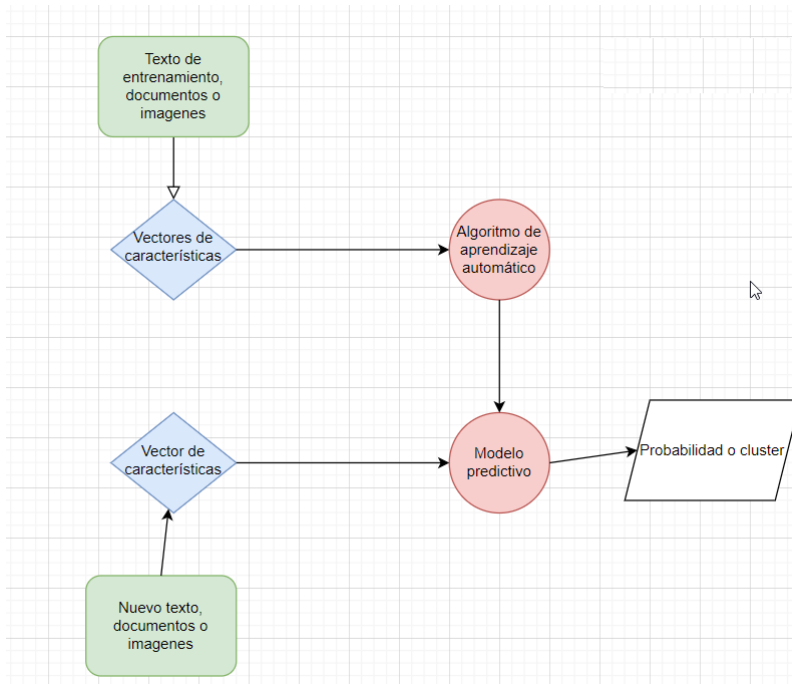 Texto de
entrenamiento,
documentos o
imagenes
Vectores de
características
Algoritmo de
aprendizaje
automático
Vector de
características
Modelo
predictivo
Probabilidad o cluster
Nuevo texto,
documentos o
imagenes